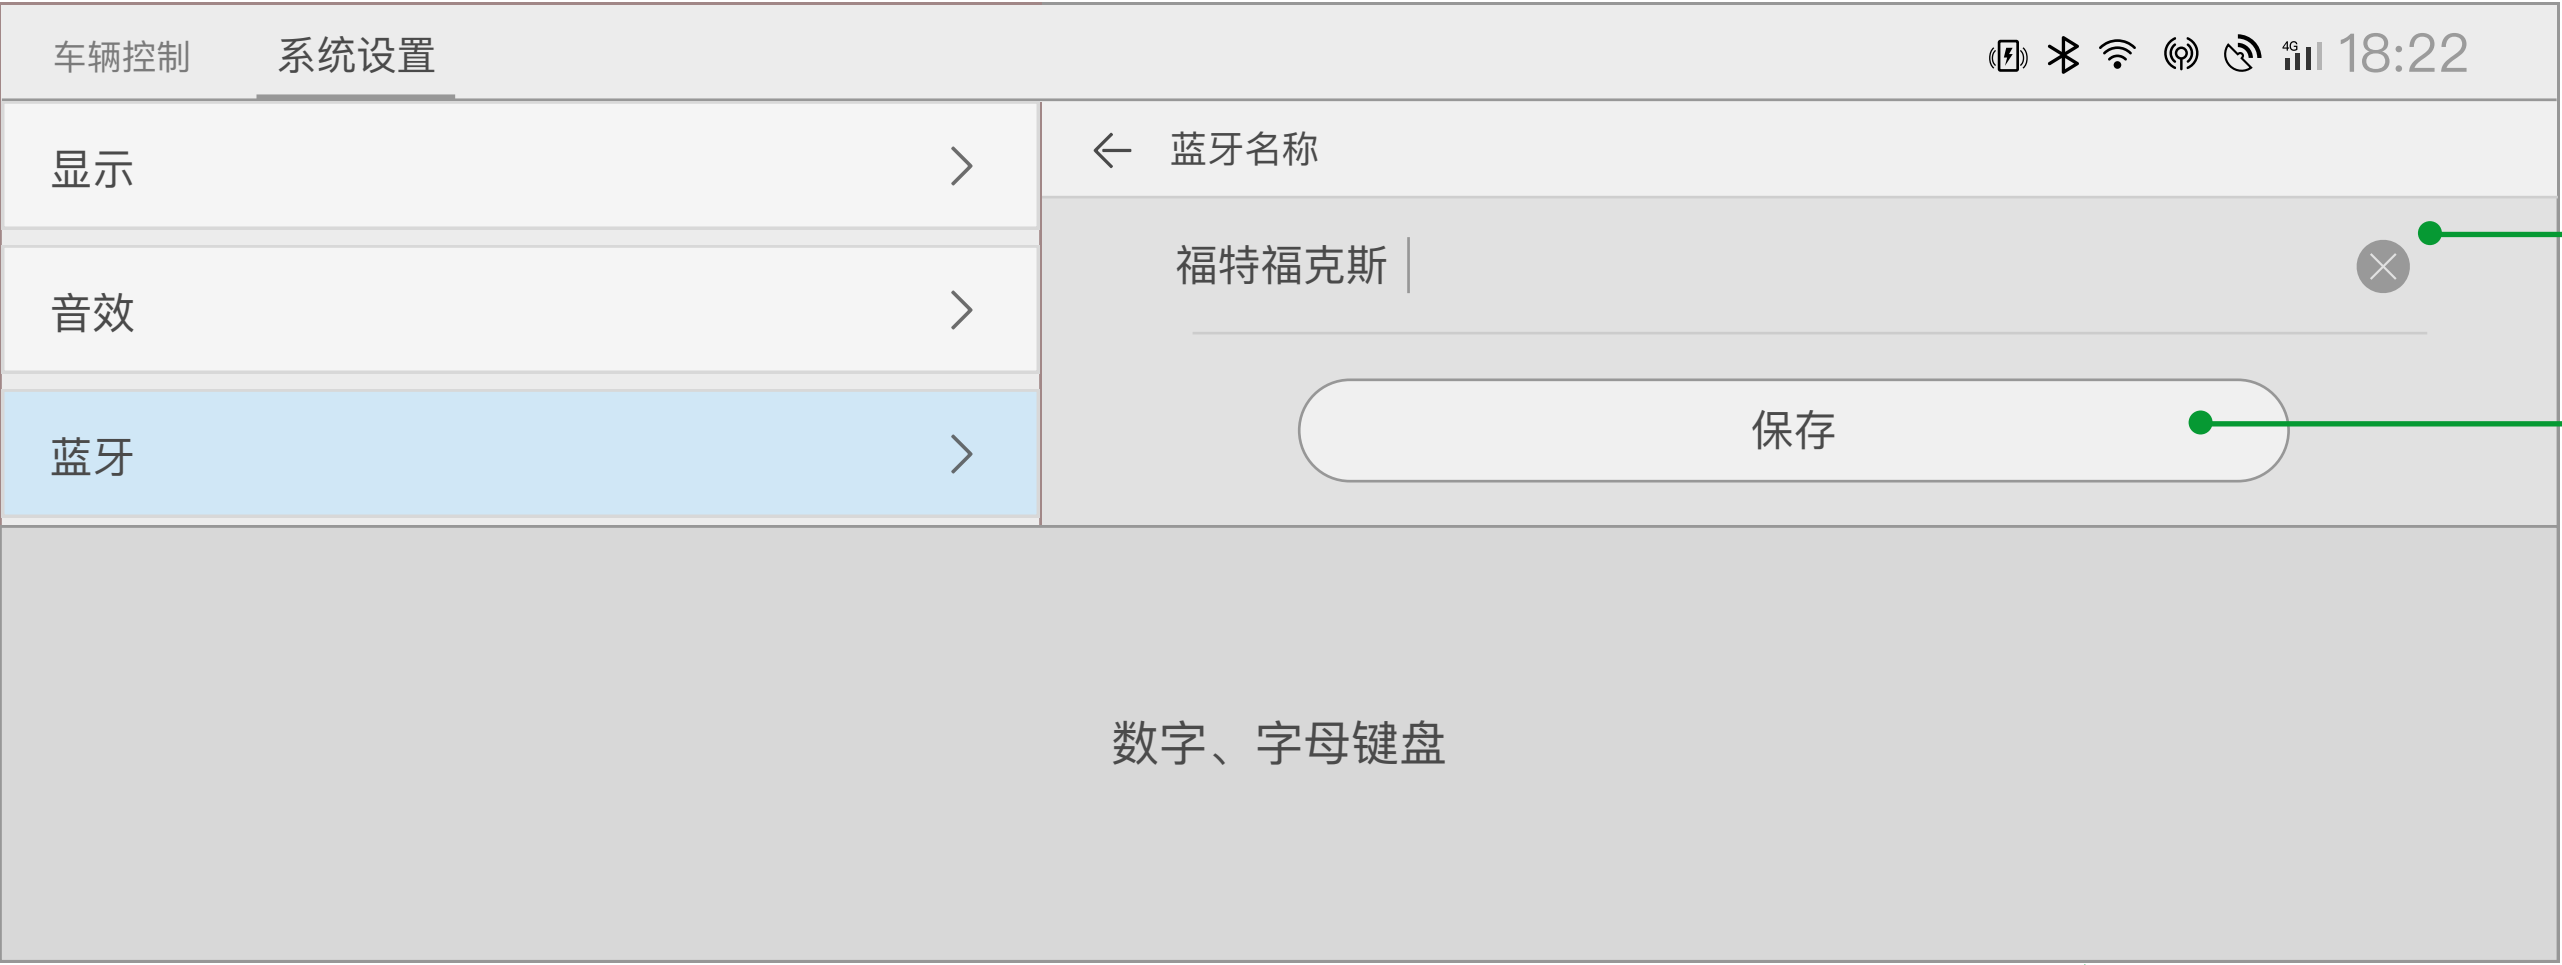 车辆控制 系统设置 4G 18:22
显示
音效
蓝牙
蓝牙名称
福特福克斯
保存
数字、字母键盘